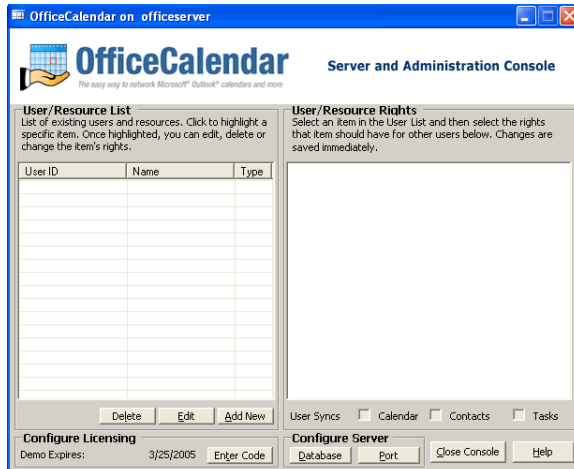 OfficeCalendar on officeserver
OfficeCalendar
The easy way to network Microsoft® Outlook® calendars and more
Server and Administration Console
User/Resource List
List of existing users and resources. Click to highlight a
specific item. Once highlighted, you can edit, delete or
change the item's rights.
User ID Name Type
Delete Edit Add New
User/Resource Rights
Select an item in the User List and then select the rights
that item should have for other users below. Changes are
saved immediately.
User Syncs Calendar Contacts Tasks
Configure Licensing
Demo Expires: 3/25/2005 Enter Code
Configure Server
Database Port Close Console Help